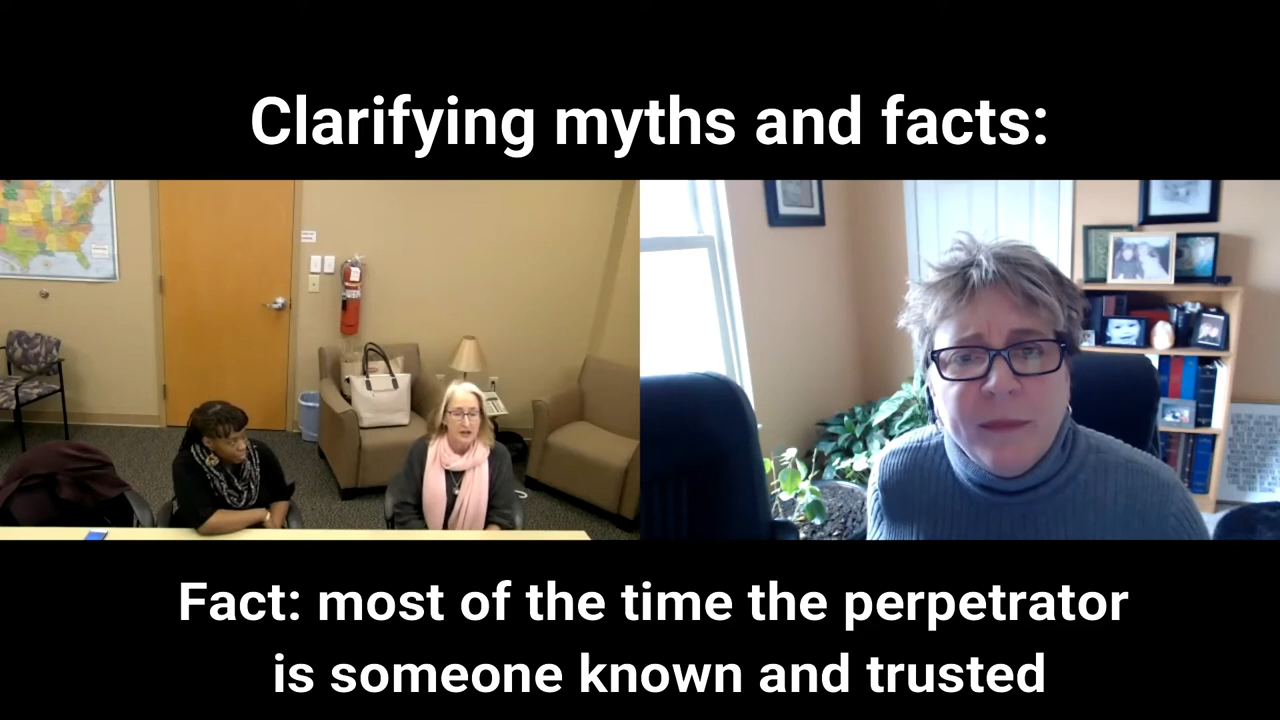 Clarifying myths and facts:
Fact: most of the time the perpetrator
is someone known and trusted